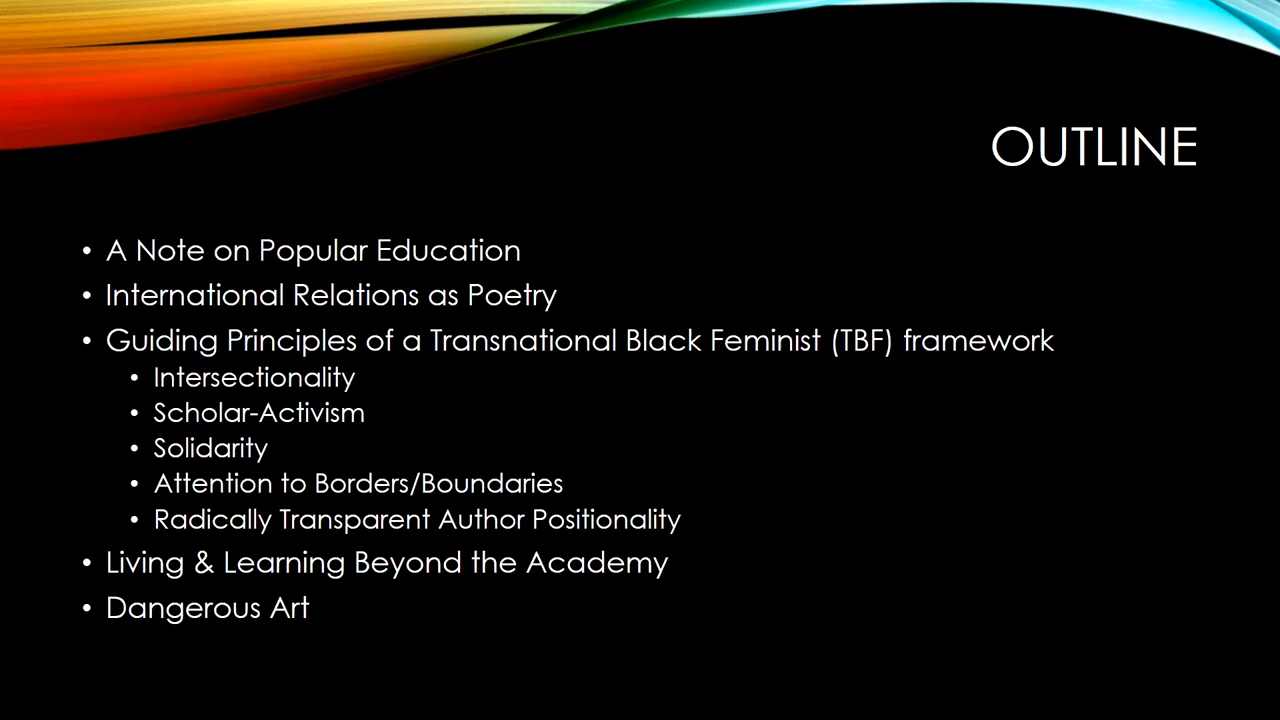 OUTLINE
• A Note on Popular Education
• International Relations as Poetry
• Guiding Principles of a Transnational Black Feminist (TBF) framework
• Intersectionality
• Scholar-Activism
• Solidarity
• Attention to Borders/Boundaries
• Radically Transparent Author Positionality
• Living & Learning Beyond the Academy
• Dangerous Art